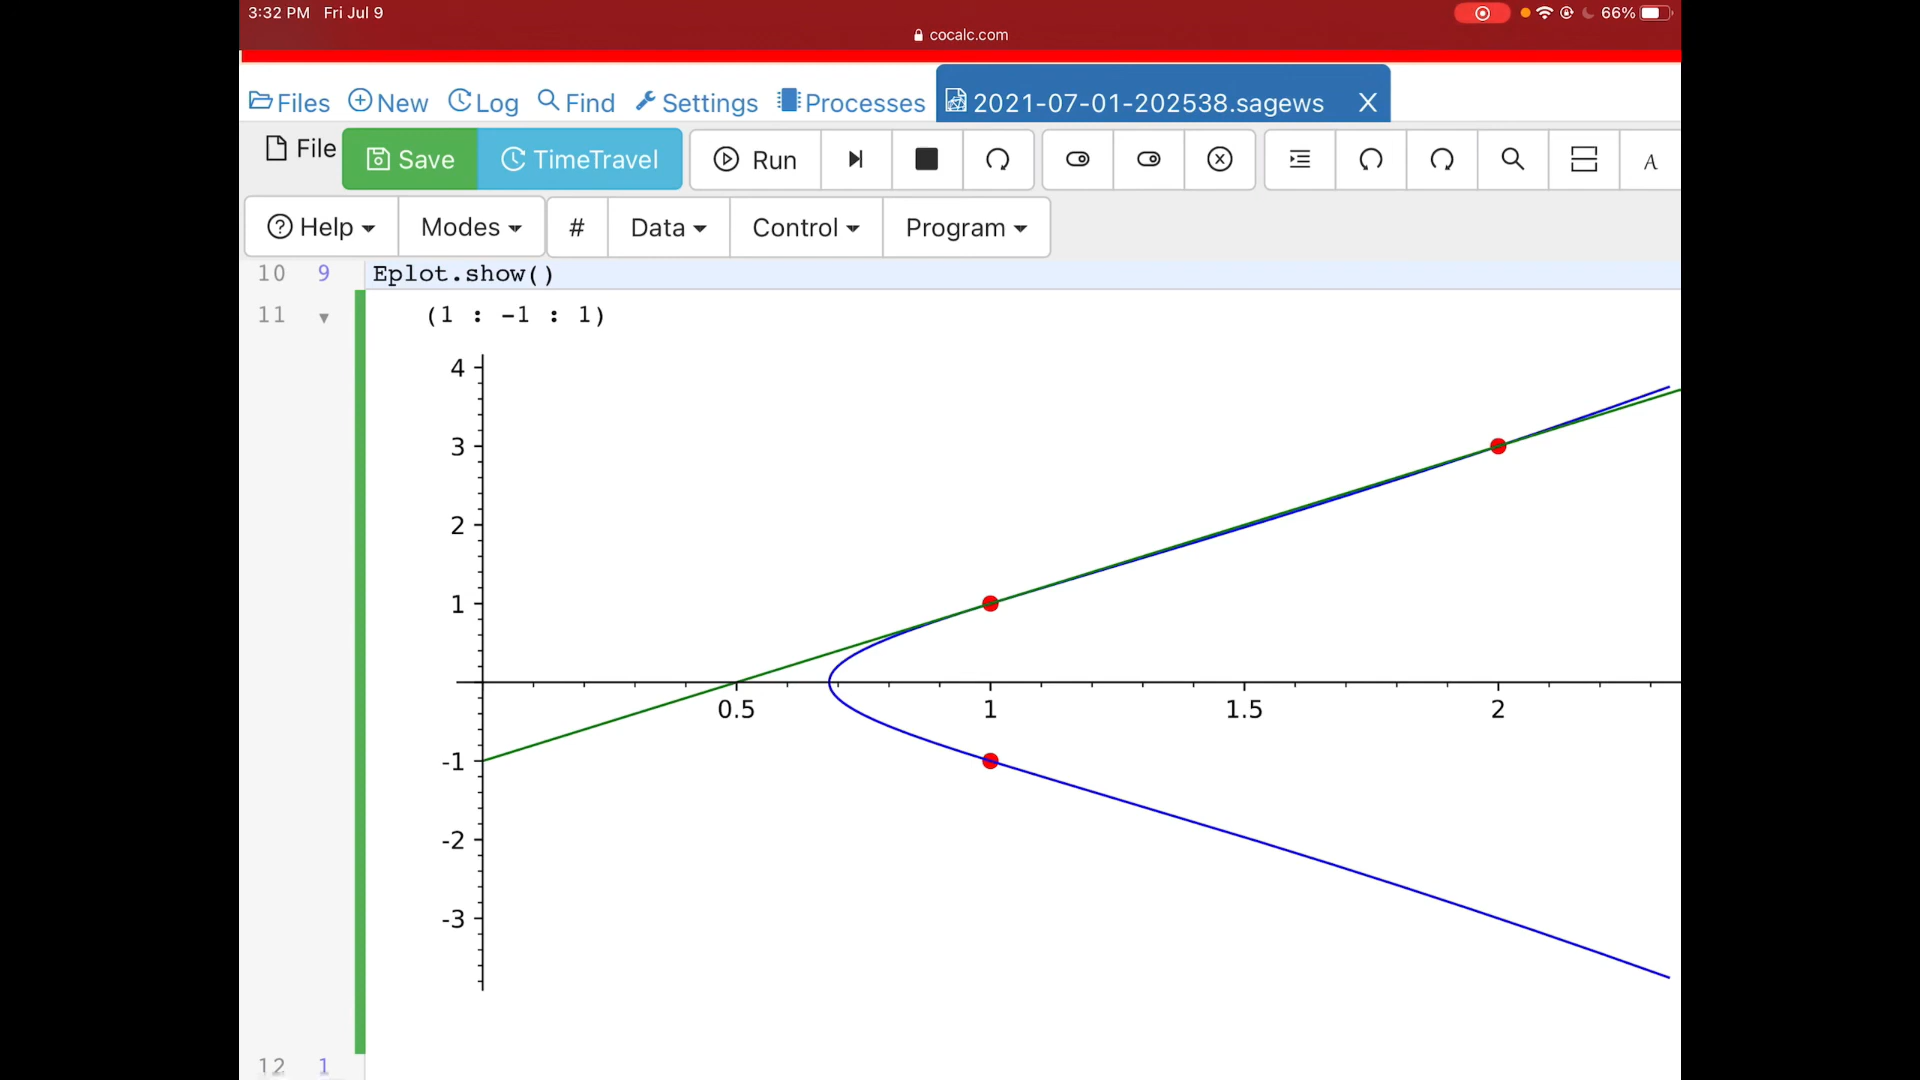 3:32 PM Fri Jul 9
66%
cocalc.com
Files New Log Find Settings Processes 2021-07-01-202538.sagews X
File Save TimeTravel Run A
Help Modes # Data Control Program
10 9 Eplot.show()
11 (1 : -1 : 1)
4
3
2
1
0.5 1 1.5 2
-1
-2
-3
12 1